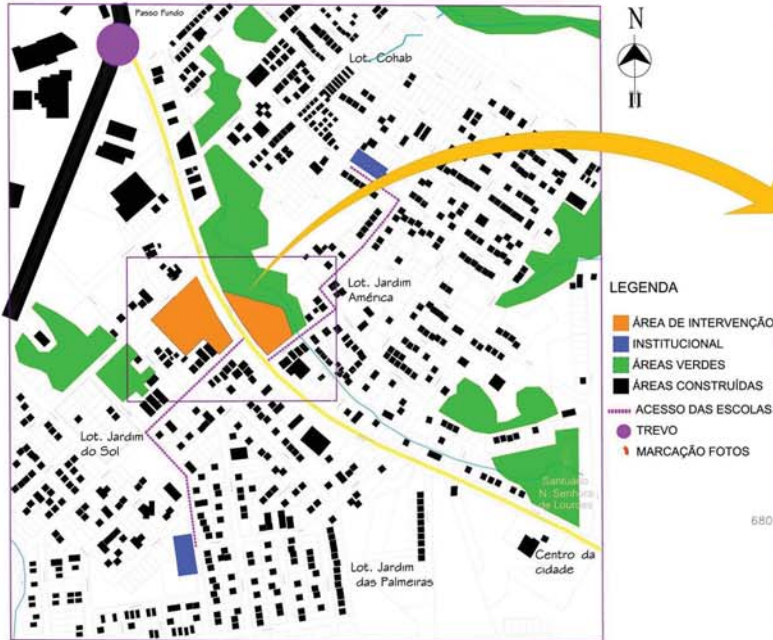 Passo Fundo
N
Lot. Cohab
Lot. Jardim
América
LEGENDA
ÁREA DE INTERVENÇÃO
INSTITUCIONAL
ÁREAS VERDES
ÁREAS CONSTRUÍDAS
ACESSO DAS ESCOLAS
TREVO
MARCAÇÃO FOTOS
Lot. Jardim
do Sol
Santuário
N. Senhora
de Lourdes
680
Centro da
cidade
Lot. Jardim
das Palmeiras